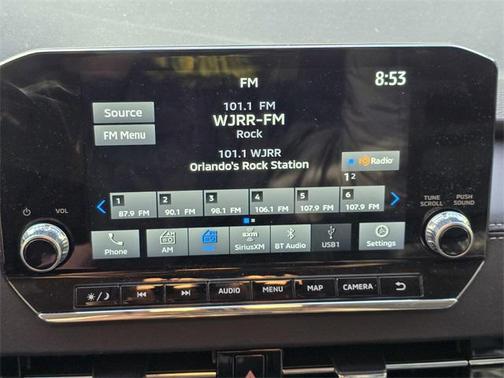 FM
8:53
101.1 FM
Source
WJRR-FM
FM Menu
Rock
101.1 WJRR
Orlando's Rock Station
Radio
1 2
1 2 3 4 5 6
87.9 FM 90.1 FM 98.1 FM 106.1 FM 107.9 FM 107.9 FM
VOL
TUNE SCROLL
PUSH SOUND
Phone AM SiriusXM BT Audio USB1 Settings
AUDIO MENU MAP CAMERA